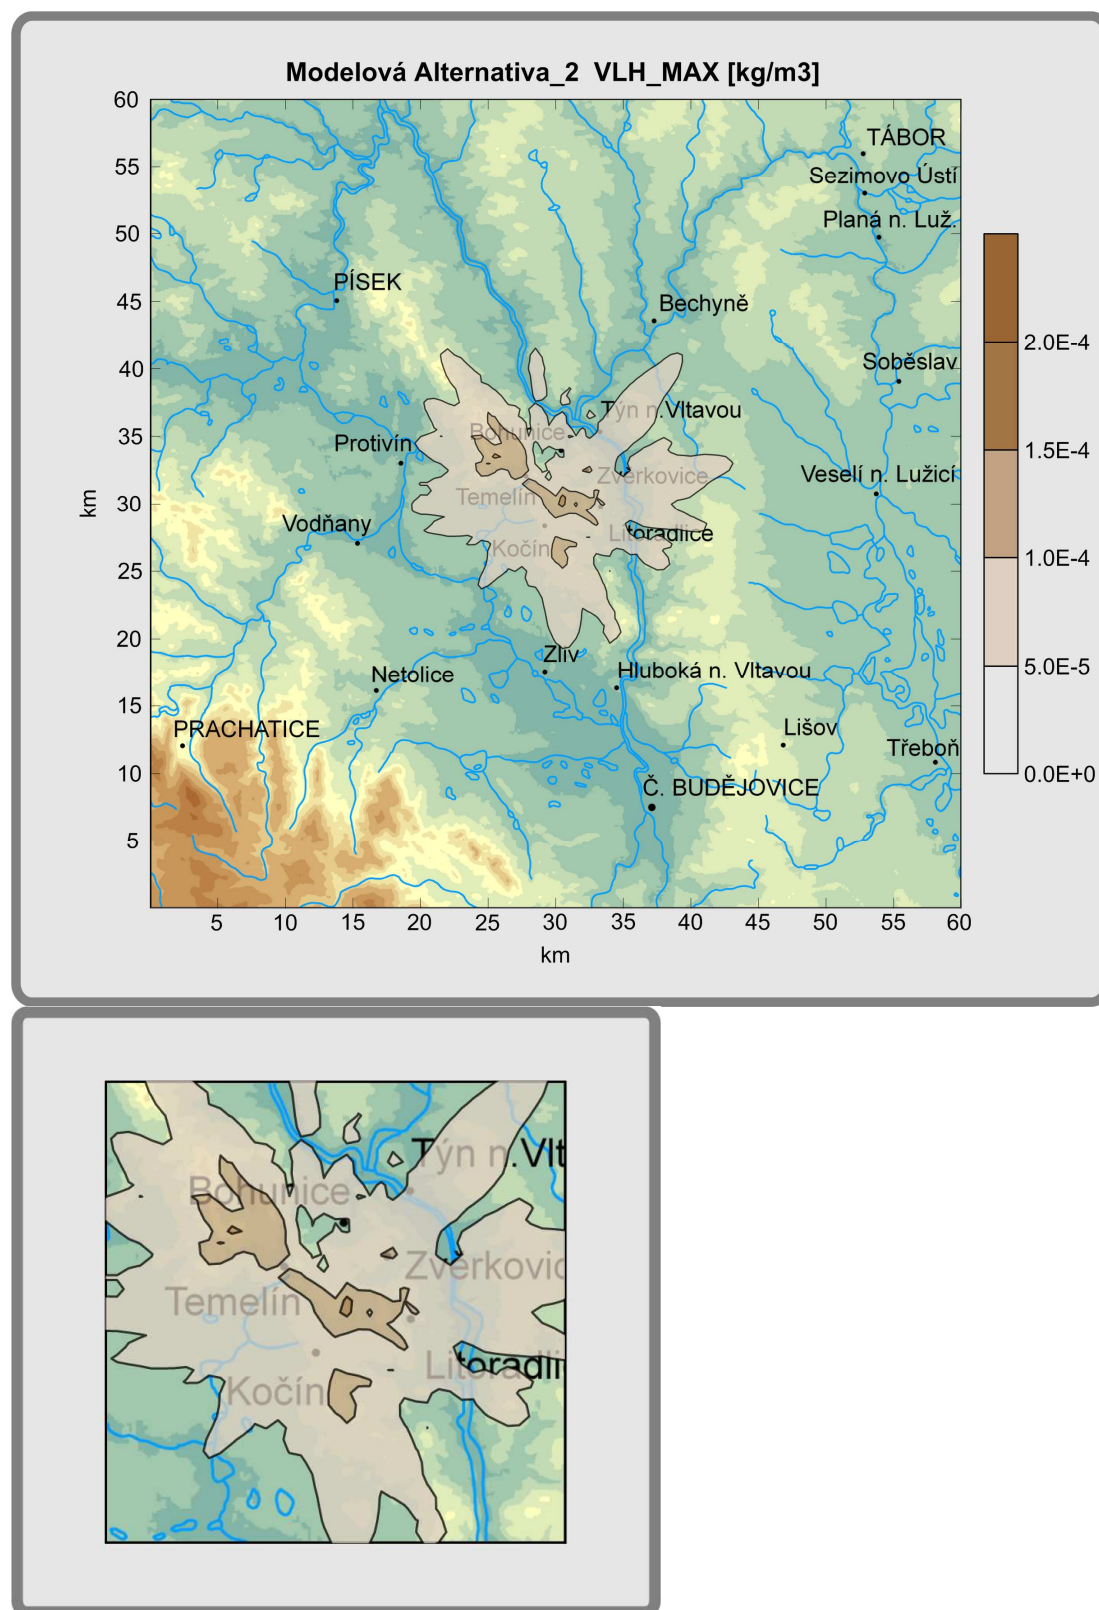 Modelová Alternativa_2 VLH_MAX [kg/m3]
60
55
50
45
40
35
30
25
20
15
10
5
km
5
10
15
20
25
30
35
40
45
50
55
60
km
TÁBOR
Sezimovo Ústí
Planá n. Luž.
PÍSEK
Bechyně
Soběslav
Týn n.Vltavou
Bohunice
Protivín
Zvěrkovice
Veselí n. Lužicí
Temelín
Vodňany
Litoradlice
Kočín
Zliv
Netolice
Hluboká n. Vltavou
PRACHATICE
Lišov
Třeboň
Č. BUDĚJOVICE
2.0E-4
1.5E-4
1.0E-4
5.0E-5
0.0E+0
Týn n.Vlt
Bohunice
Zvěrkovic
Temelín
Litoradli
Kočín